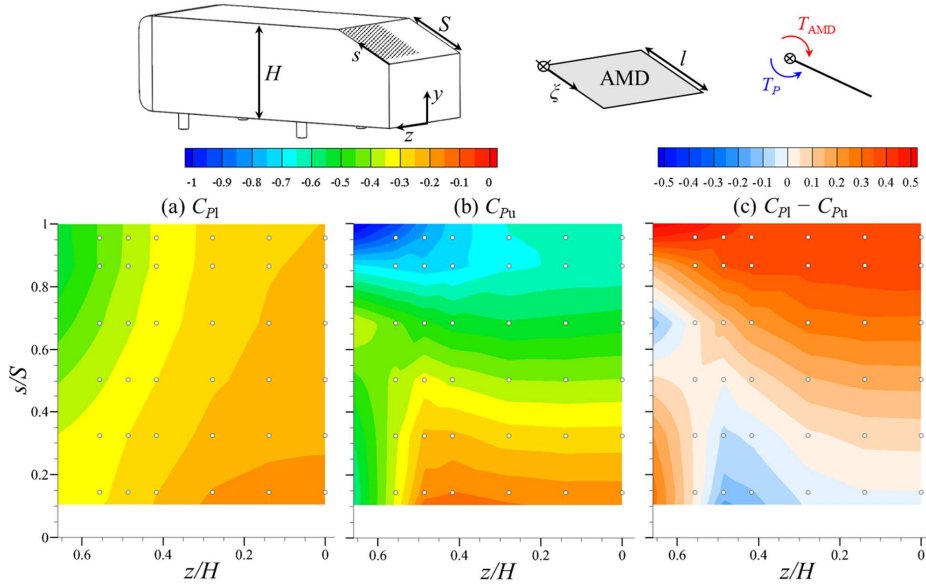 S
s
H
y
z
AMD
l
ξ
T_AMD
T_P
-1 -0.9 -0.8 -0.7 -0.6 -0.5 -0.4 -0.3 -0.2 -0.1 0
-0.5 -0.4 -0.3 -0.2 -0.1 0 0.1 0.2 0.3 0.4 0.5
(a) C_Pl
(b) C_Pu
(c) C_Pl − C_Pu
1
0.8
0.6
s/S
0.4
0.2
0
0.6 0.4 0.2 0
0.6 0.4 0.2 0
0.6 0.4 0.2 0
z/H
z/H
z/H